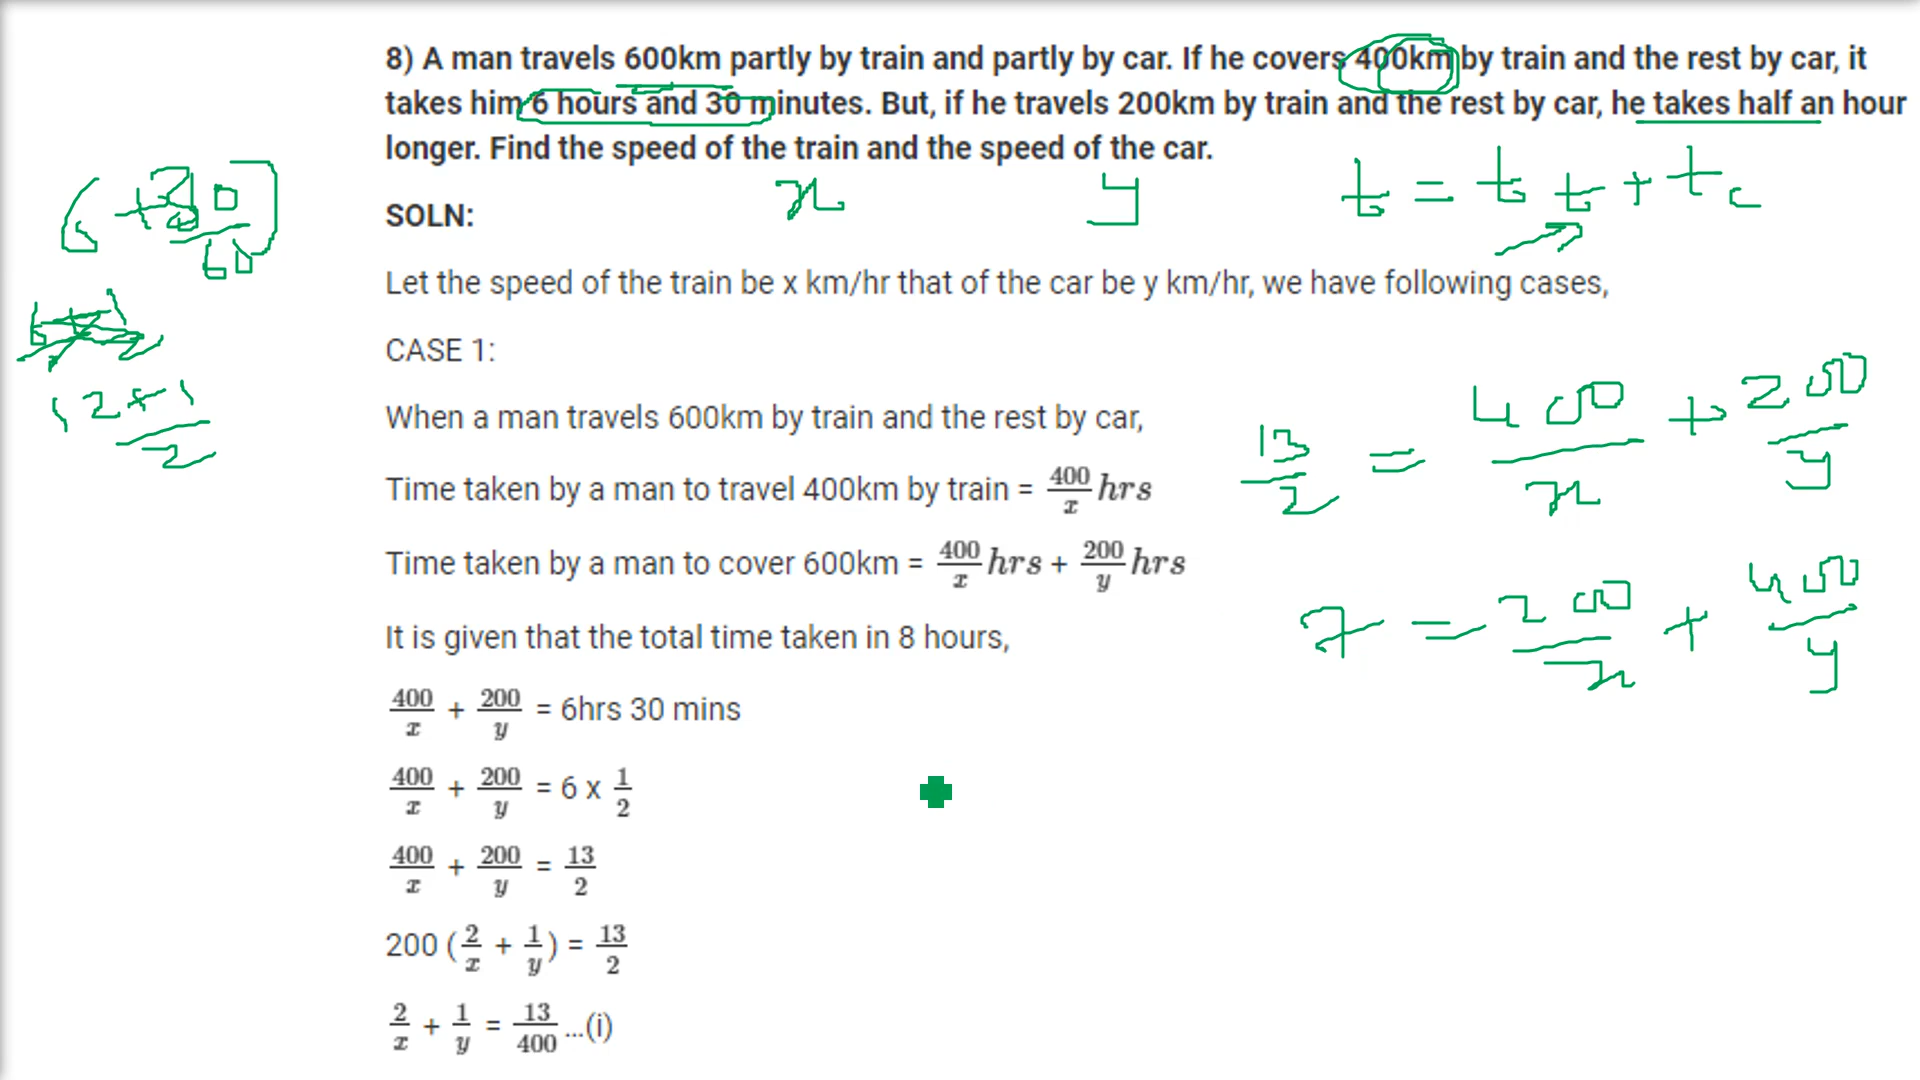 8) A man travels 600km partly by train and partly by car. If he covers 400km by train and the rest by car, it
takes him 6 hours and 30 minutes. But, if he travels 200km by train and the rest by car, he takes half an hour
longer. Find the speed of the train and the speed of the car.
x y
t = t t + t c
(6 + 30/60)
SOLN:
Let the speed of the train be x km/hr that of the car be y km/hr, we have following cases,
CASE 1:
12+1/2
When a man travels 600km by train and the rest by car,
13/2 = 400/x + 200/y
Time taken by a man to travel 400km by train = 400/x hrs
Time taken by a man to cover 600km = 400/x hrs + 200/y hrs
7 = 200/x + 400/y
It is given that the total time taken in 8 hours,
400/x + 200/y = 6hrs 30 mins
400/x + 200/y = 6 x 1/2
400/x + 200/y = 13/2
200 (2/x + 1/y) = 13/2
2/x + 1/y = 13/400 ...(i)